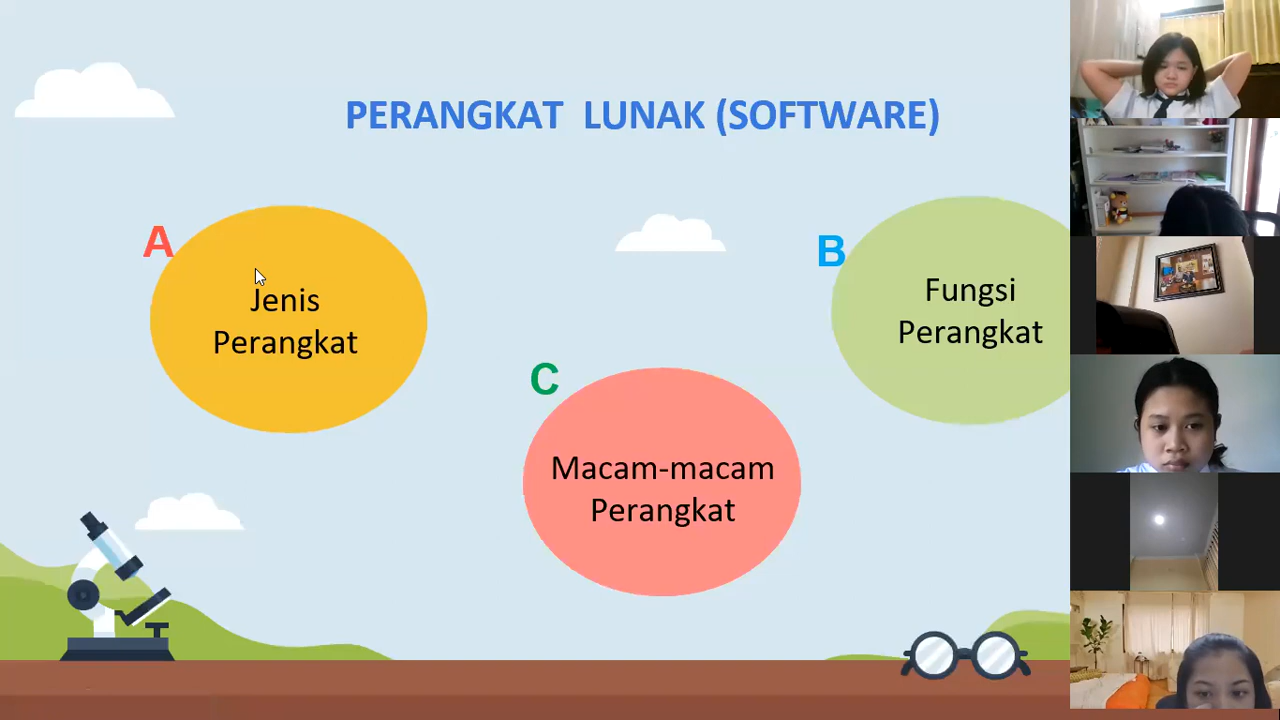 PERANGKAT LUNAK (SOFTWARE)
A
Jenis
Perangkat
B
Fungsi
Perangkat
C
Macam-macam
Perangkat